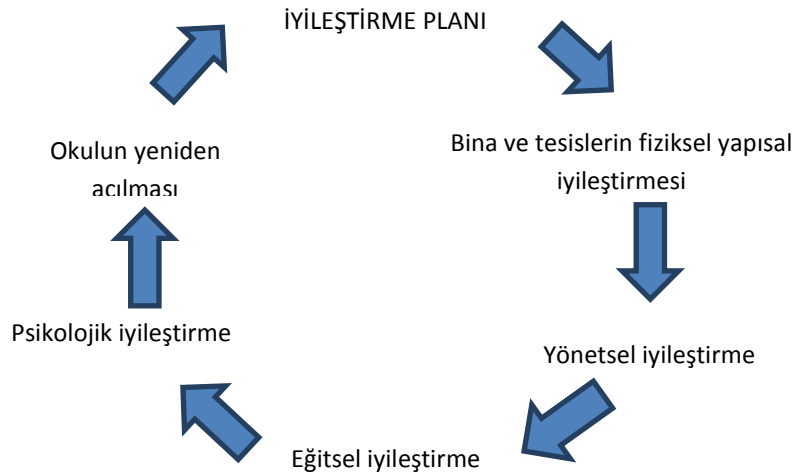 İYİLEŞTİRME PLANI
Bina ve tesislerin fiziksel yapısal
iyileştirmesi
Yönetsel iyileştirme
Eğitsel iyileştirme
Psikolojik iyileştirme
Okulun yeniden
açılması